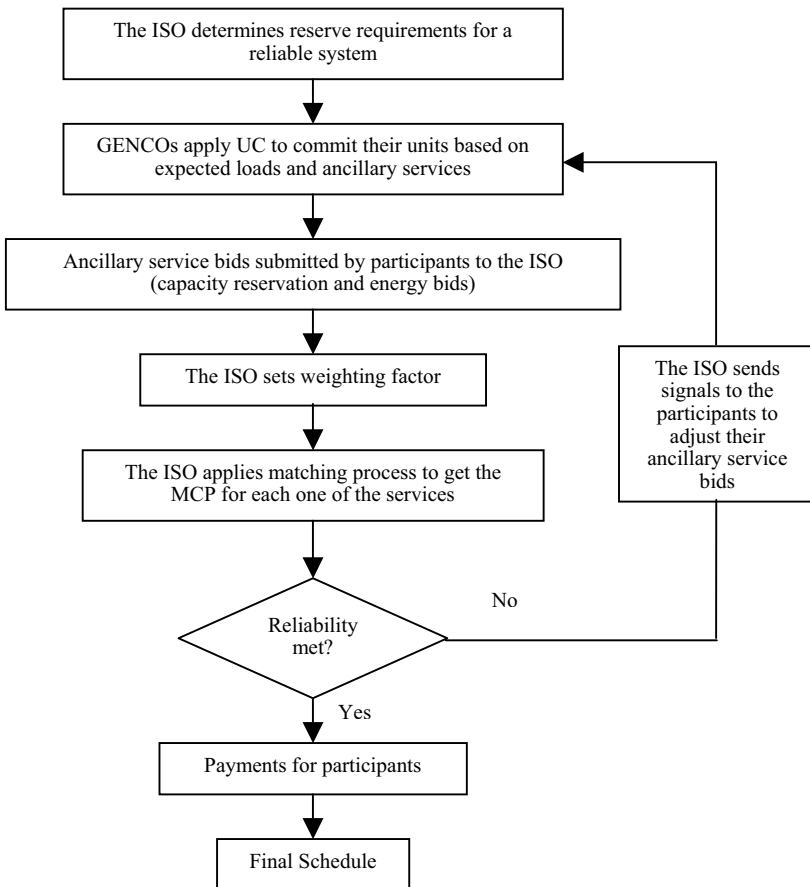 The ISO determines reserve requirements for a
reliable system
GENCOs apply UC to commit their units based on
expected loads and ancillary services
Ancillary service bids submitted by participants to the ISO
(capacity reservation and energy bids)
The ISO sets weighting factor
The ISO sends
signals to the
participants to
adjust their
ancillary service
bids
The ISO applies matching process to get the
MCP for each one of the services
No
Reliability
met?
Yes
Payments for participants
Final Schedule